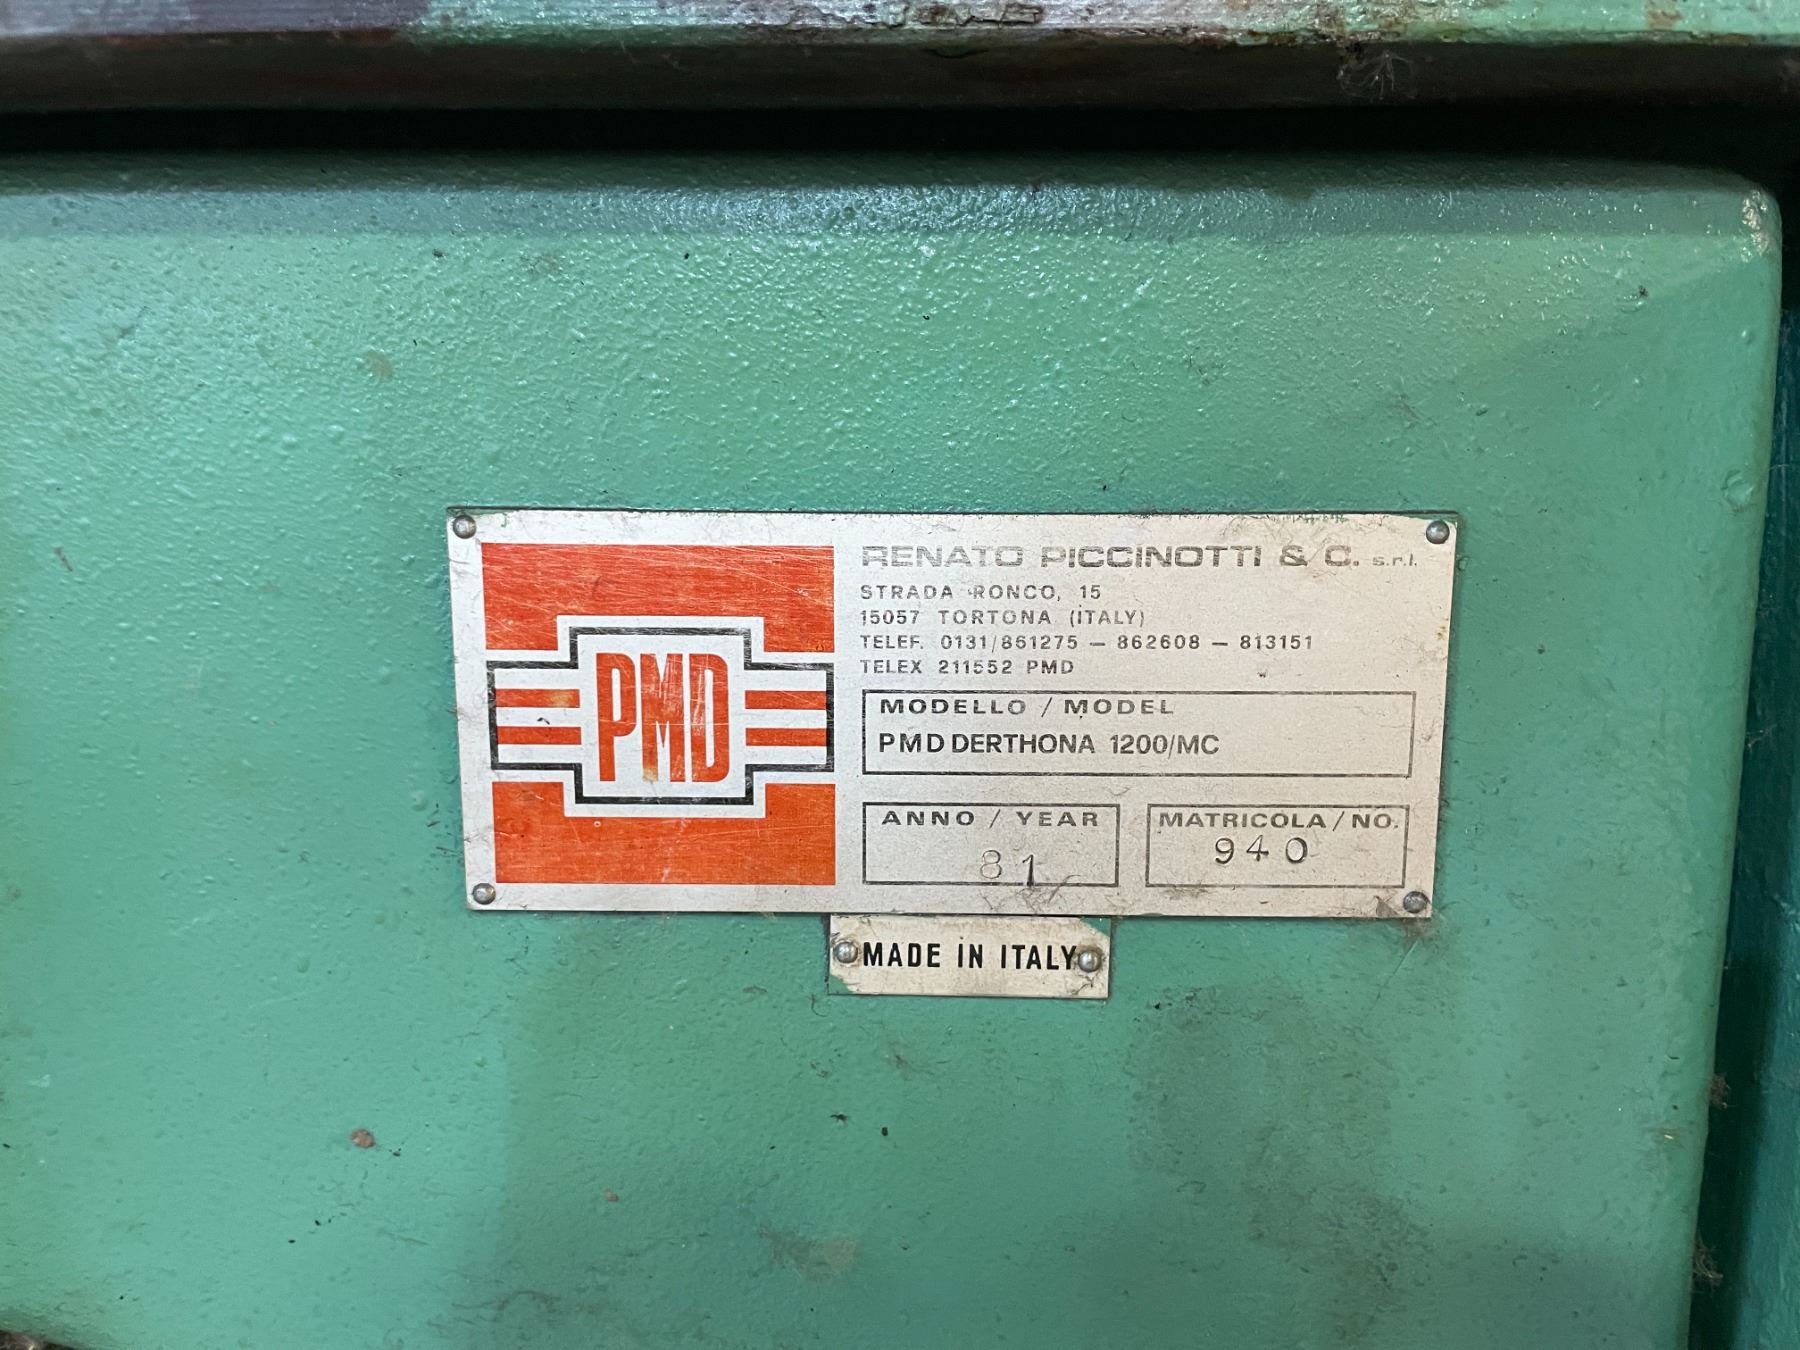 PMD
RENATO PICCINOTTI & C. s.r.l.
STRADA RONCO, 15
15057 TORTONA (ITALY)
TELEF. 0131/861275 – 862608 – 813151
TELEX 211552 PMD
MODELLO / MODEL
PMD DERTHONA 1200/MC
ANNO / YEAR
81
MATRICOLA / NO.
940
MADE IN ITALY